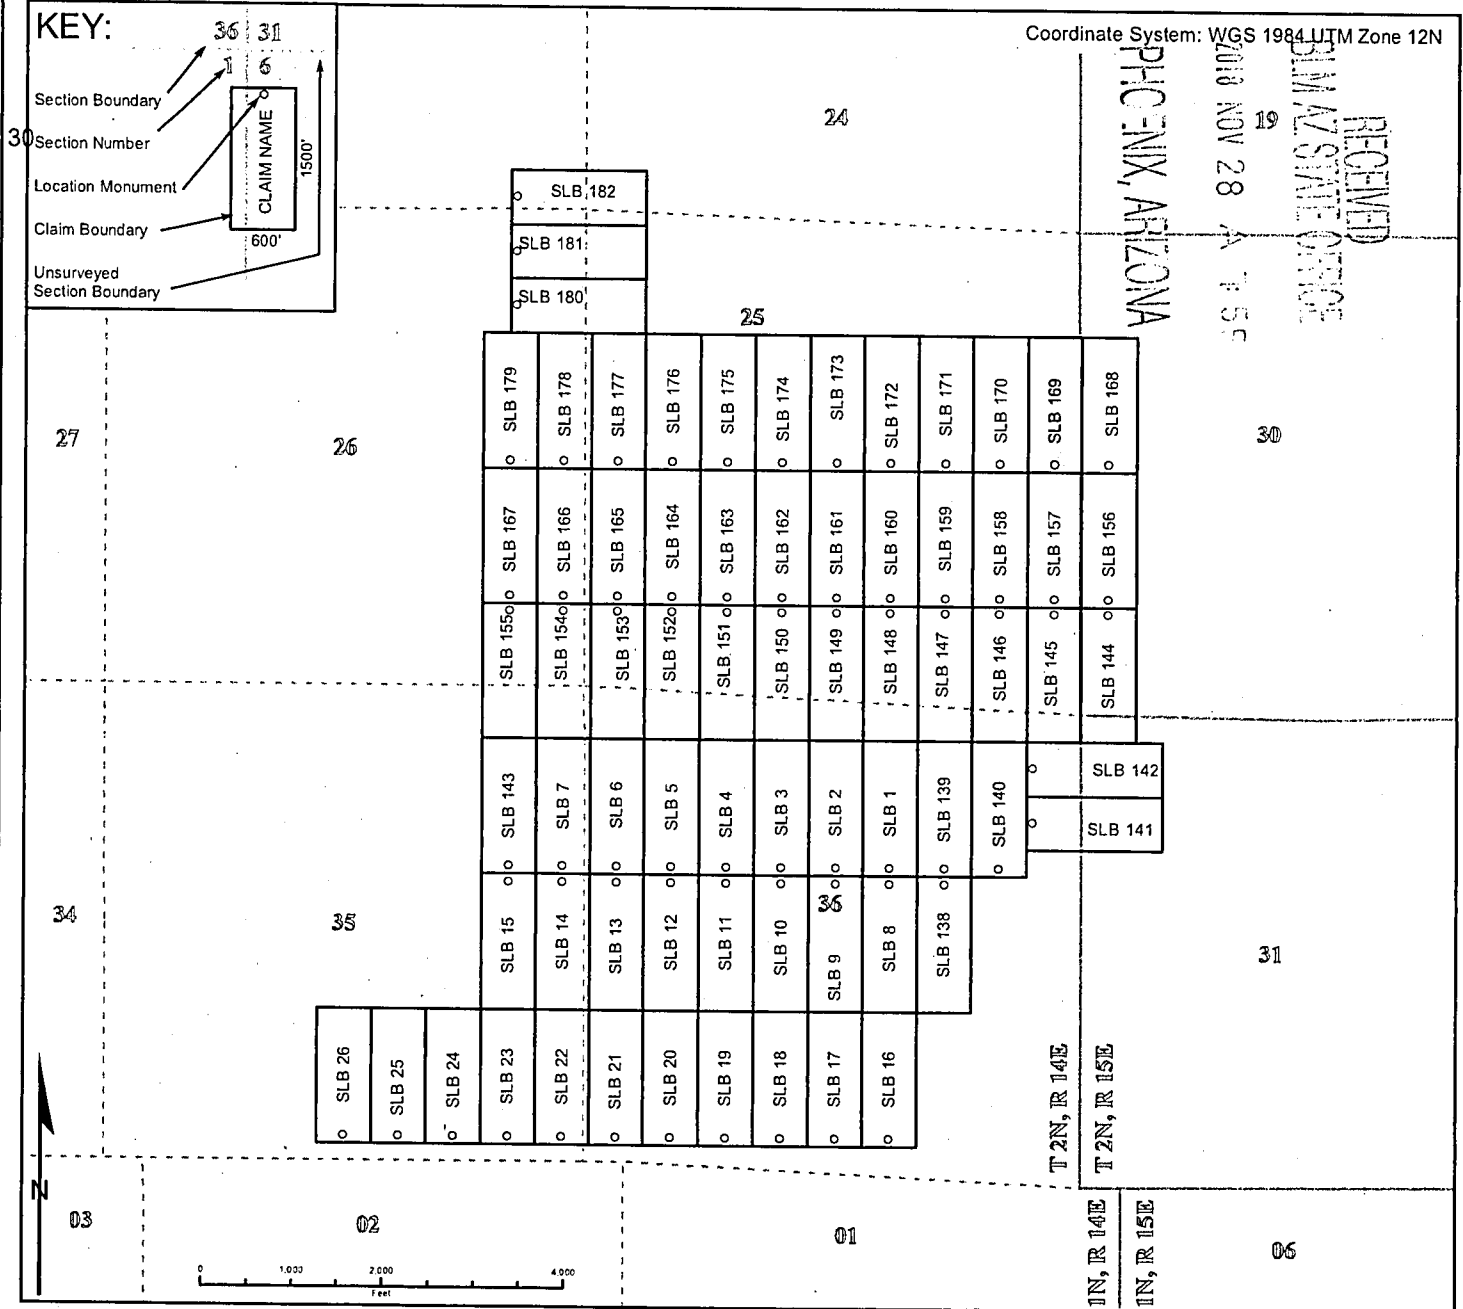 KEY:
36 31
1 6
Section Boundary
Section Number
Location Monument
Claim Boundary
Unsurveyed
Section Boundary
CLAIM NAME
1500'
600'
30
Coordinate System: WGS 1984 UTM Zone 12N
RECEIVED
BLM AZ STATE OFFICE
2018 NOV 28 A
PHOENIX, ARIZONA
24
19
SLB 182
SLB 181
SLB 180
25
SLB 179
SLB 178
SLB 177
SLB 176
SLB 175
SLB 174
SLB 173
SLB 172
SLB 171
SLB 170
SLB 169
SLB 168
27
26
30
SLB 167
SLB 166
SLB 165
SLB 164
SLB 163
SLB 162
SLB 161
SLB 160
SLB 159
SLB 158
SLB 157
SLB 156
SLB 155
SLB 154
SLB 153
SLB 152
SLB 151
SLB 150
SLB 149
SLB 148
SLB 147
SLB 146
SLB 145
SLB 144
SLB 143
SLB 7
SLB 6
SLB 5
SLB 4
SLB 3
SLB 2
SLB 1
SLB 139
SLB 140
SLB 142
SLB 141
34
35
36
31
SLB 15
SLB 14
SLB 13
SLB 12
SLB 11
SLB 10
SLB 9
SLB 8
SLB 138
SLB 26
SLB 25
SLB 24
SLB 23
SLB 22
SLB 21
SLB 20
SLB 19
SLB 18
SLB 17
SLB 16
T 2N, R 14E
T 2N, R 15E
N
03
02
01
06
1N, R 14E
1N, R 15E
0 1,000 2,000 4,000
Feet